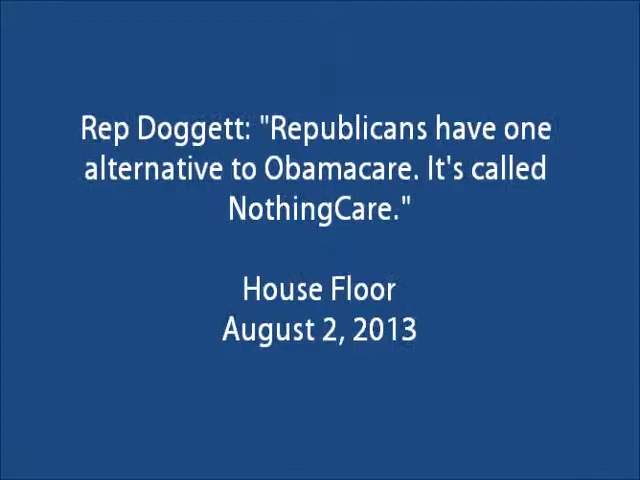 Rep Doggett: "Republicans have one
alternative to Obamacare. It's called
NothingCare."
House Floor
August 2, 2013